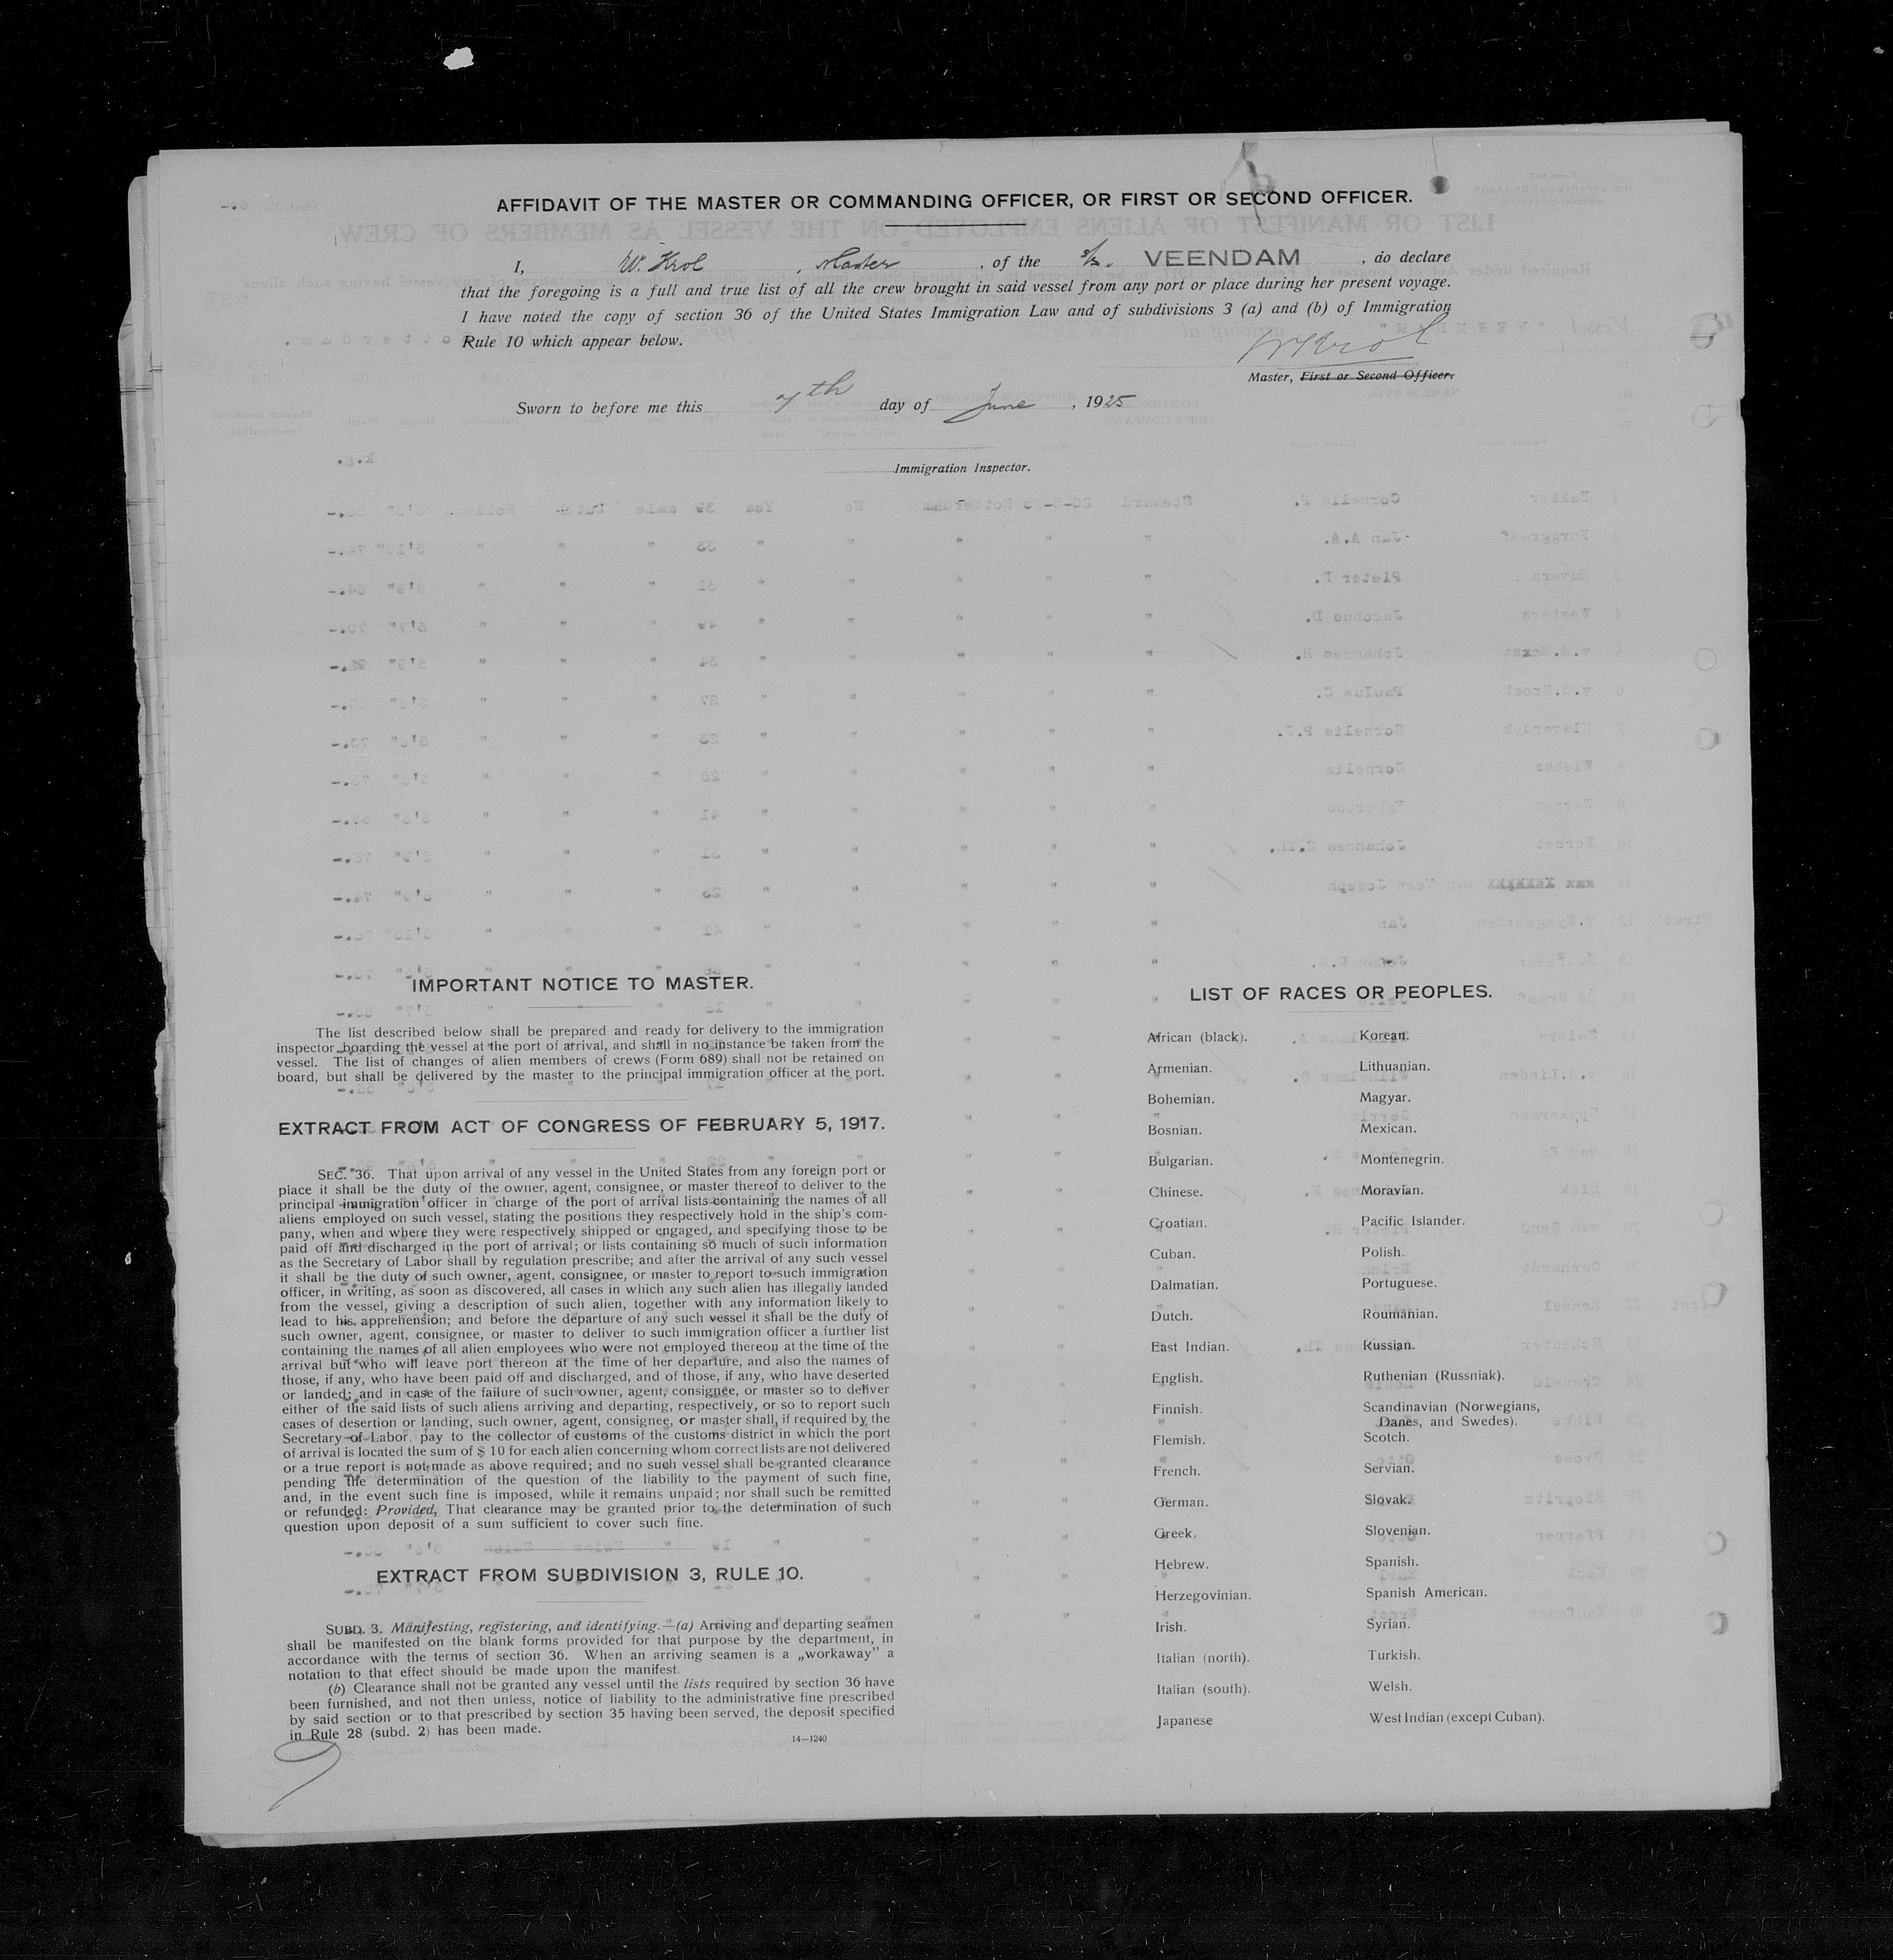 AFFIDAVIT OF THE MASTER OR COMMANDING OFFICER, OR FIRST OR SECOND OFFICER.
I, W. Krol, Master, of the s/s. VEENDAM, do declare
that the foregoing is a full and true list of all the crew brought in said vessel from any port or place during her present voyage.
I have noted the copy of section 36 of the United States Immigration Law and of subdivisions 3 (a) and (b) of Immigration
Rule 10 which appear below.
W Krol
Master, First or Second Officer.
Sworn to before me this 7th day of June, 1925
Immigration Inspector.
IMPORTANT NOTICE TO MASTER.
The list described below shall be prepared and ready for delivery to the immigration
inspector boarding the vessel at the port of arrival, and shall in no instance be taken from the
vessel. The list of changes of alien members of crews (Form 689) shall not be retained on
board, but shall be delivered by the master to the principal immigration officer at the port.
EXTRACT FROM ACT OF CONGRESS OF FEBRUARY 5, 1917.
SEC. 36. That upon arrival of any vessel in the United States from any foreign port or
place it shall be the duty of the owner, agent, consignee, or master thereof to deliver to the
principal immigration officer in charge of the port of arrival lists containing the names of all
aliens employed on such vessel, stating the positions they respectively hold in the ship's com-
pany, when and where they were respectively shipped or engaged, and specifying those to be
paid off and discharged in the port of arrival; or lists containing so much of such information
as the Secretary of Labor shall by regulation prescribe; and after the arrival of any such vessel
it shall be the duty of such owner, agent, consignee, or master to report to such immigration
officer, in writing, as soon as discovered, all cases in which any such alien has illegally landed
from the vessel, giving a description of such alien, together with any information likely to
lead to his apprehension; and before the departure of any such vessel it shall be the duty of
such owner, agent, consignee, or master to deliver to such immigration officer a further list
containing the names of all alien employees who were not employed thereon at the time of the
arrival but who will leave port thereon at the time of her departure, and also the names of
those, if any, who have been paid off and discharged, and of those, if any, who have deserted
or landed; and in case of the failure of such owner, agent, consignee, or master so to deliver
either of the said lists of such aliens arriving and departing, respectively, or so to report such
cases of desertion or landing, such owner, agent, consignee, or master shall, if required by the
Secretary of Labor, pay to the collector of customs of the customs district in which the port
of arrival is located the sum of $ 10 for each alien concerning whom correct lists are not delivered
or a true report is not made as above required; and no such vessel shall be granted clearance
pending the determination of the question of the liability to the payment of such fine,
and, in the event such fine is imposed, while it remains unpaid; nor shall such be remitted
or refunded: Provided, That clearance may be granted prior to the determination of such
question upon deposit of a sum sufficient to cover such fine.
EXTRACT FROM SUBDIVISION 3, RULE 10.
SUBD. 3. Manifesting, registering, and identifying.—(a) Arriving and departing seamen
shall be manifested on the blank forms provided for that purpose by the department, in
accordance with the terms of section 36. When an arriving seamen is a „workaway" a
notation to that effect should be made upon the manifest.
(b) Clearance shall not be granted any vessel until the lists required by section 36 have
been furnished, and not then unless, notice of liability to the administrative fine prescribed
by said section or to that prescribed by section 35 having been served, the deposit specified
in Rule 28 (subd. 2) has been made.
14—1240
LIST OF RACES OR PEOPLES.
African (black).
Armenian.
Bohemian.
Bosnian.
Bulgarian.
Chinese.
Croatian.
Cuban.
Dalmatian.
Dutch.
East Indian.
English.
Finnish.
Flemish.
French.
German.
Greek.
Hebrew.
Herzegovinian.
Irish.
Italian (north).
Italian (south).
Japanese
Korean.
Lithuanian.
Magyar.
Mexican.
Montenegrin.
Moravian.
Pacific Islander.
Polish.
Portuguese.
Roumanian.
Russian.
Ruthenian (Russniak).
Scandinavian (Norwegians,
Danes, and Swedes).
Scotch.
Servian.
Slovak.
Slovenian.
Spanish.
Spanish American.
Syrian.
Turkish.
Welsh.
West Indian (except Cuban).